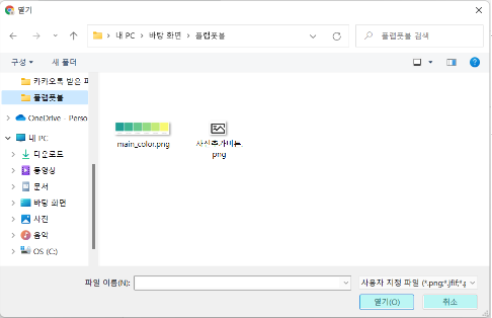 열기
내 PC > 바탕 화면 > 플랩풋볼
플랩풋볼 검색
구성
새 폴더
카카오톡 받은 파
플랩풋볼
OneDrive - Perso
내 PC
다운로드
동영상
문서
바탕 화면
사진
음악
OS (C:)
main_color.png
사진추가버튼.
png
파일 이름(N):
사용자 지정 파일 (*.png;*.jfif;*.p
열기(O)
취소